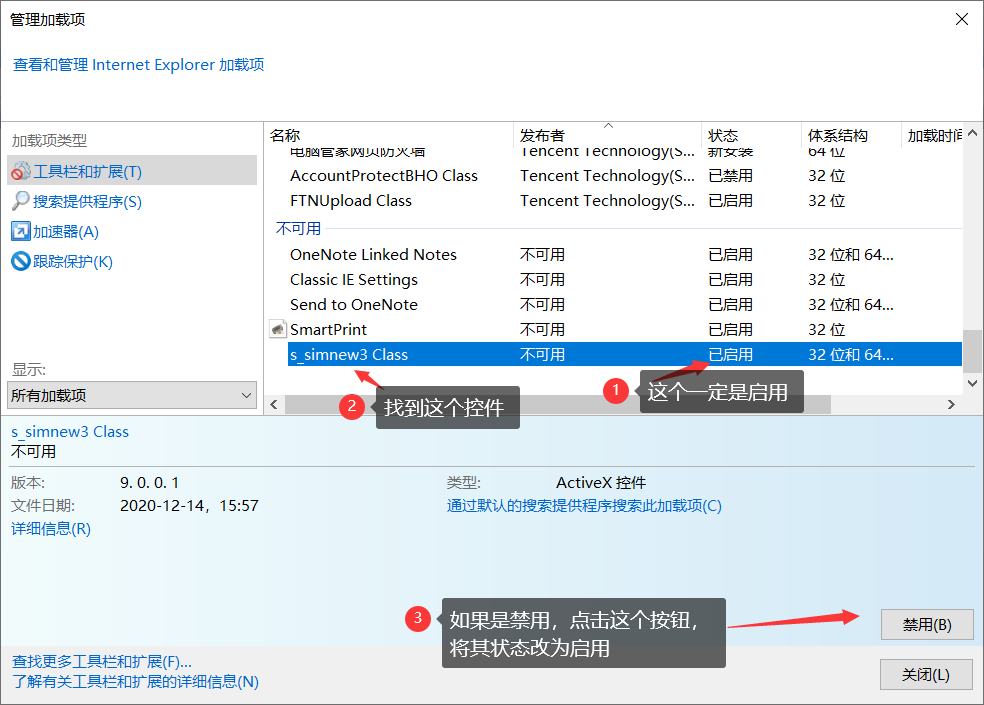 管理加载项
查看和管理 Internet Explorer 加载项
加载项类型
工具栏和扩展(T)
搜索提供程序(S)
加速器(A)
跟踪保护(K)
显示:
所有加载项
名称 发布者 状态 体系结构 加载时间
电脑管家网页防火墙 Tencent Technology(S... 新安装 64 位
AccountProtectBHO Class Tencent Technology(S... 已禁用 32 位
FTNUpload Class Tencent Technology(S... 已启用 32 位
不可用
OneNote Linked Notes 不可用 已启用 32 位和 64...
Classic IE Settings 不可用 已启用 32 位
Send to OneNote 不可用 已启用 32 位和 64...
SmartPrint 不可用 已启用 32 位
s_simnew3 Class 不可用 已启用 32 位和 64...
1 这个一定是启用
2 找到这个控件
s_simnew3 Class
不可用
版本: 9. 0. 0. 1 类型: ActiveX 控件
文件日期: 2020-12-14，15:57 通过默认的搜索提供程序搜索此加载项(C)
详细信息(R)
3 如果是禁用，点击这个按钮，
将其状态改为启用
禁用(B)
查找更多工具栏和扩展(F)...
了解有关工具栏和扩展的详细信息(N)
关闭(L)